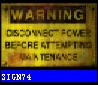 WARNING
DISCONNECT POWER
BEFORE ATTEMPTING
MAINTENANCE
SIGN74